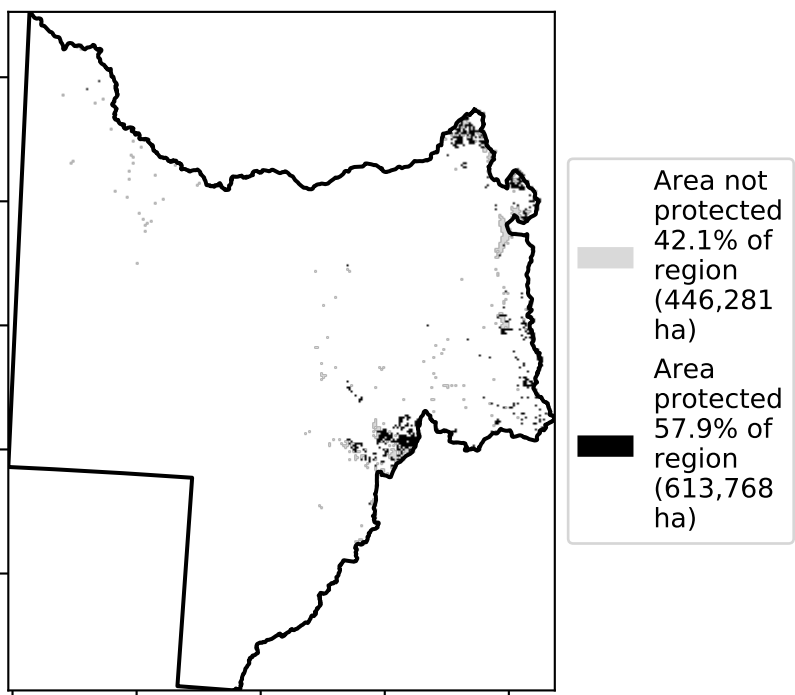 Area not
protected
42.1% of
region
(446,281
ha)
Area
protected
57.9% of
region
(613,768
ha)